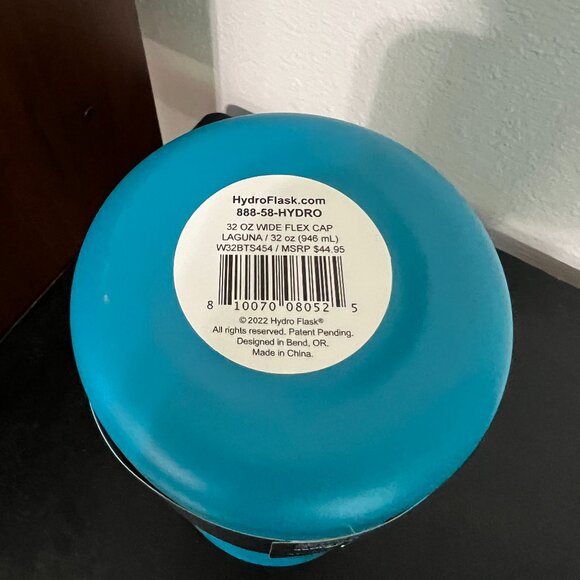 HydroFlask.com
888-58-HYDRO
32 OZ WIDE FLEX CAP
LAGUNA / 32 oz (946 mL)
W32BTS454 / MSRP $44.95
8 10070 08052 5
© 2022 Hydro Flask®
All rights reserved. Patent Pending.
Designed in Bend, OR.
Made in China.